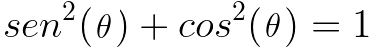 sen²(θ) + cos²(θ) = 1